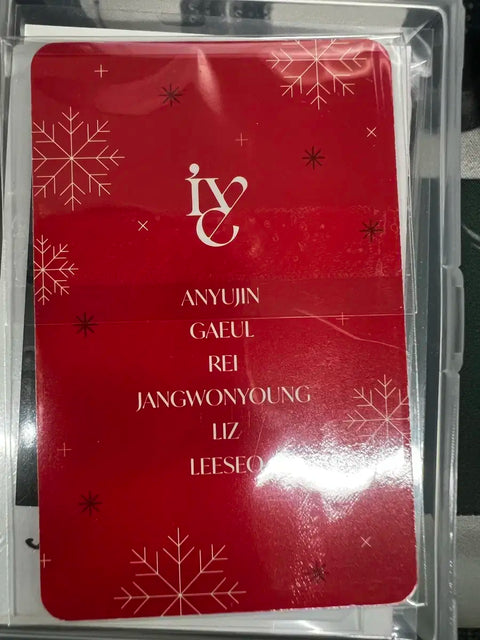 IVE
ANYUJIN
GAEUL
REI
JANGWONYOUNG
LIZ
LEESEO